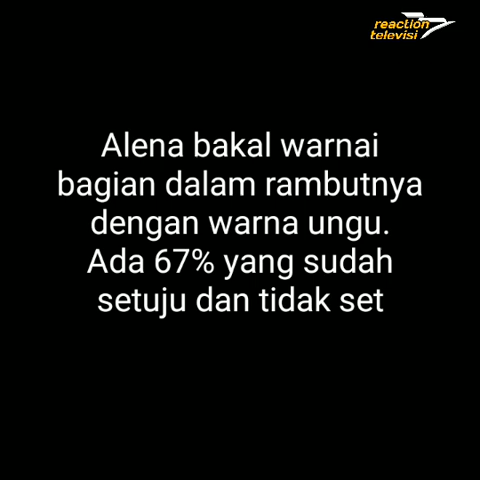 reaction
televisi
Alena bakal warnai
bagian dalam rambutnya
dengan warna ungu.
Ada 67% yang sudah
setuju dan tidak set